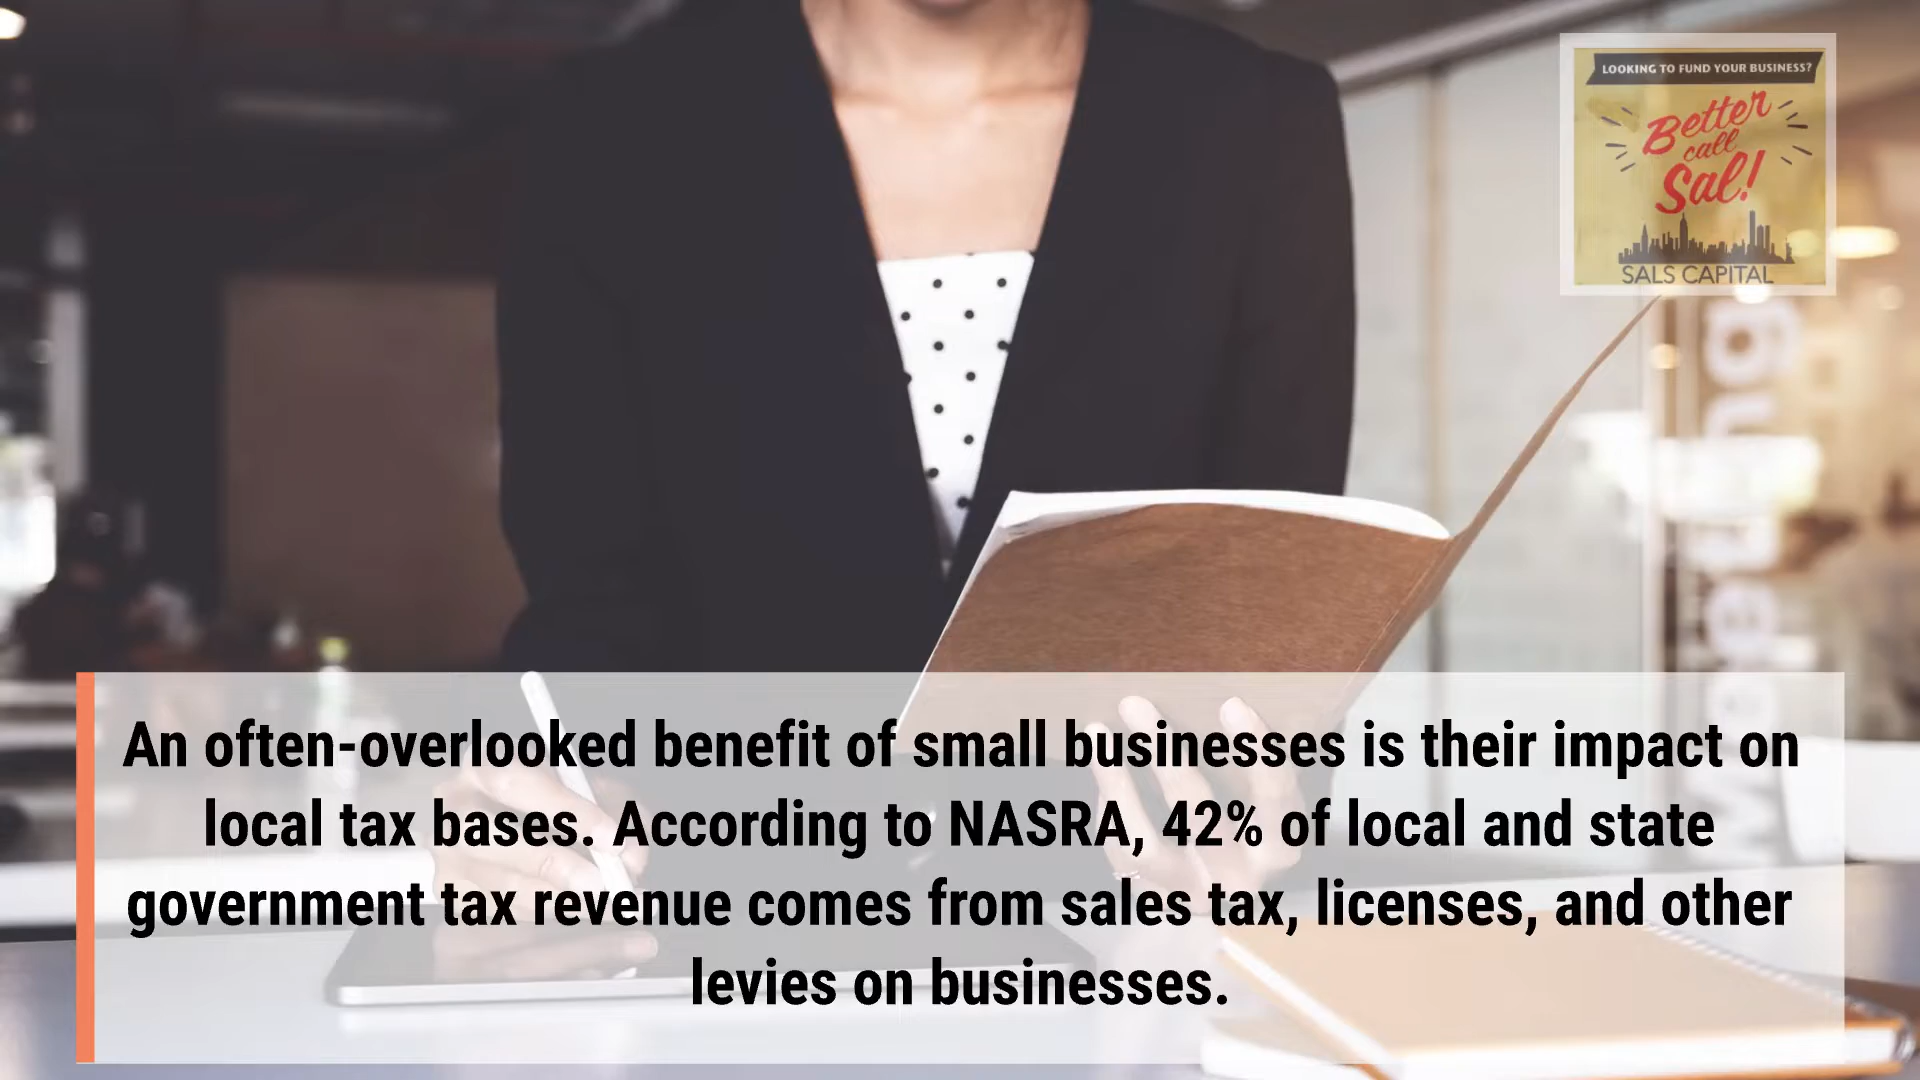 LOOKING TO FUND YOUR BUSINESS?
Better
call
Sal!
SALS CAPITAL
Meeting
An often-overlooked benefit of small businesses is their impact on
local tax bases. According to NASRA, 42% of local and state
government tax revenue comes from sales tax, licenses, and other
levies on businesses.